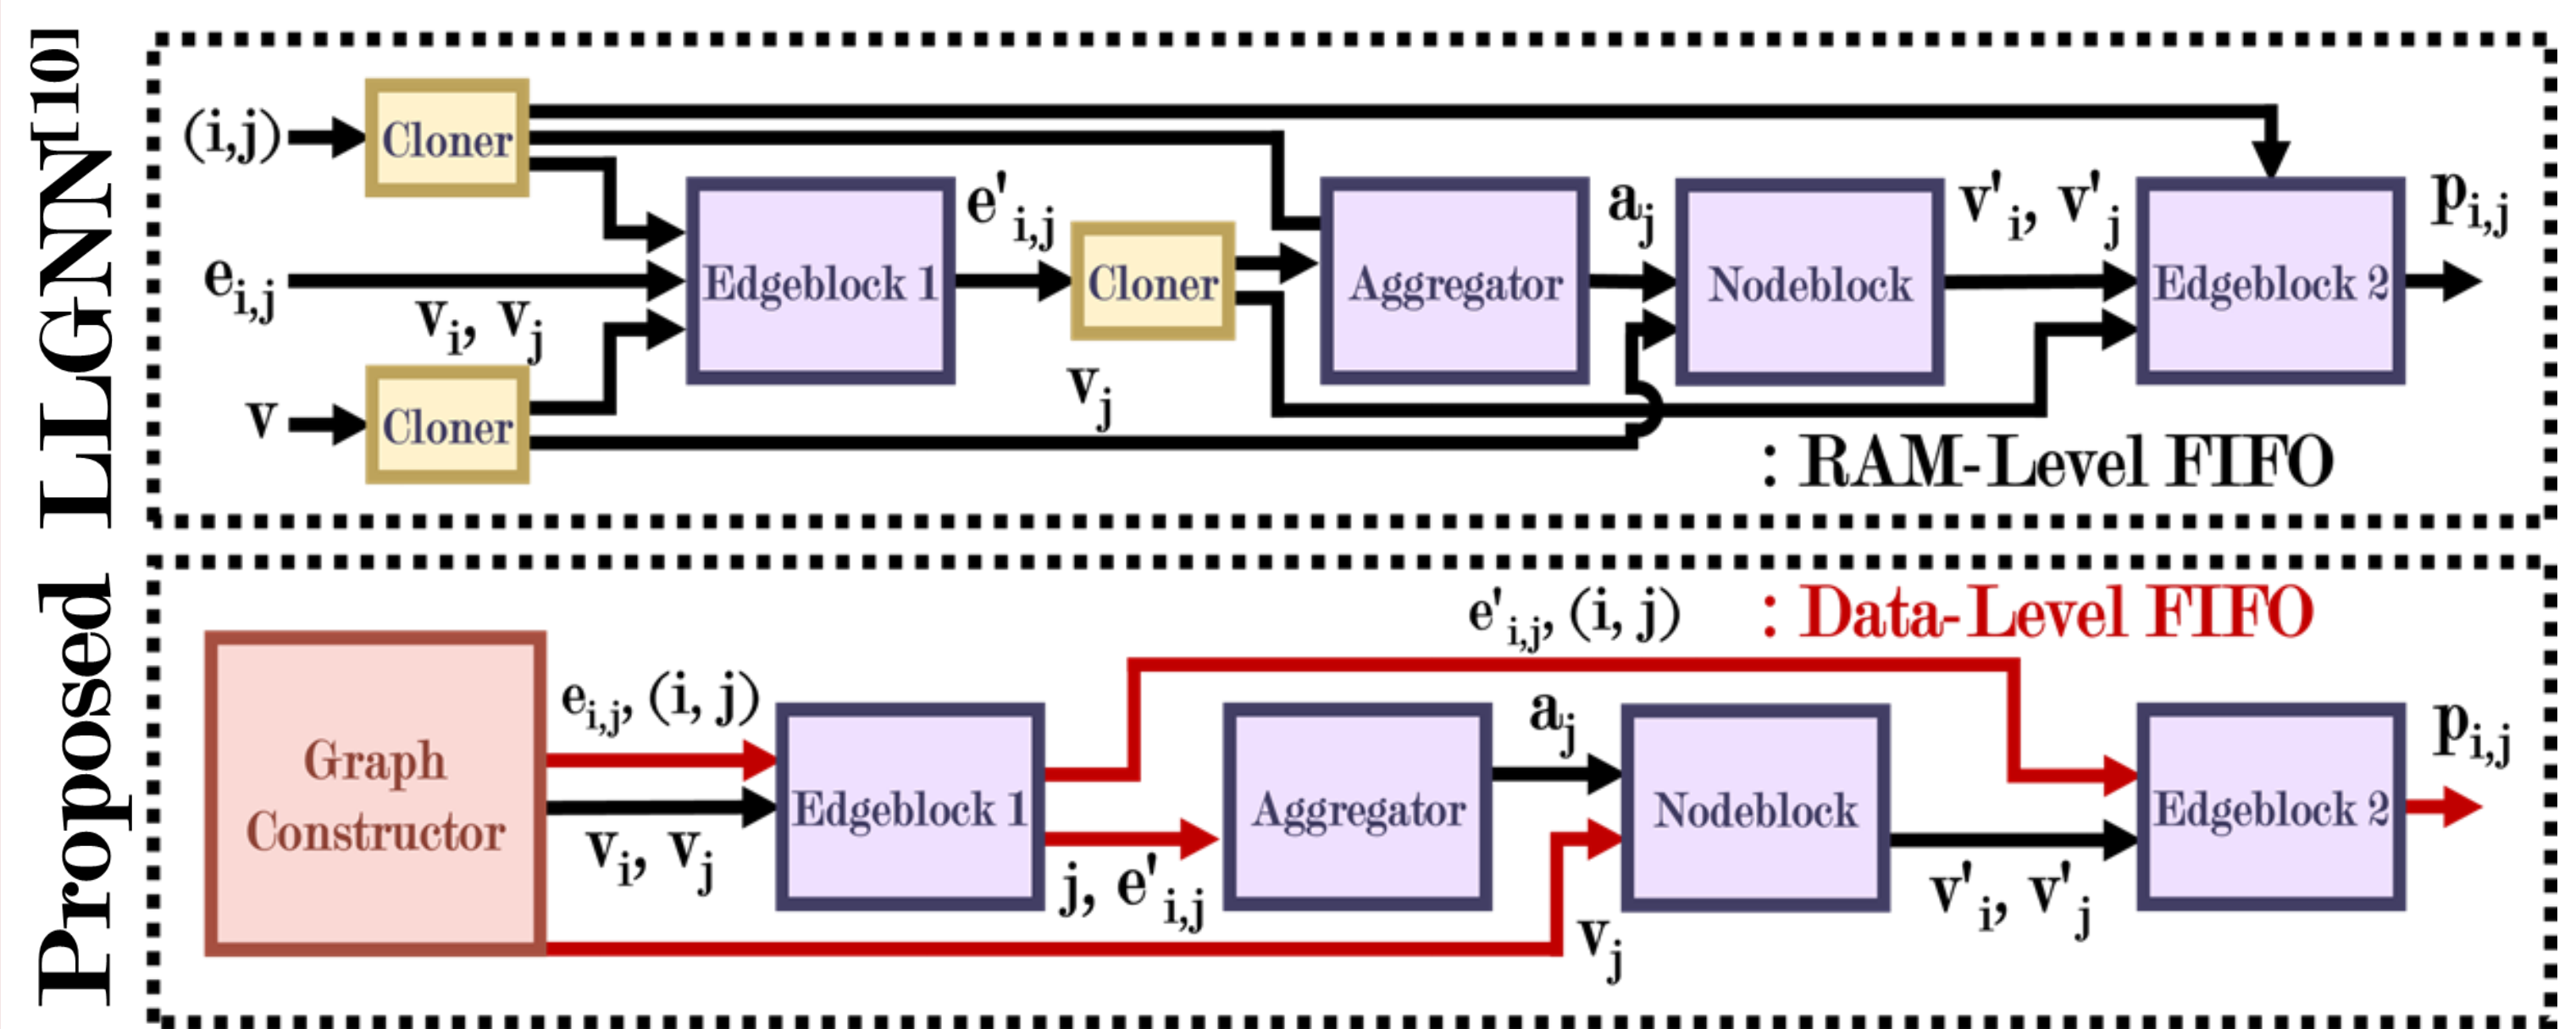 LLGNN[10]
(i,j)
Cloner
e'i,j
aj
v'i, v'j
pi,j
ei,j
vi, vj
Edgeblock 1
Cloner
Aggregator
Nodeblock
Edgeblock 2
v
Cloner
vj
: RAM-Level FIFO
Proposed
e'i,j, (i, j)
: Data-Level FIFO
Graph
Constructor
ei,j, (i, j)
vi, vj
Edgeblock 1
j, e'i,j
Aggregator
aj
vj
Nodeblock
v'i, v'j
Edgeblock 2
pi,j